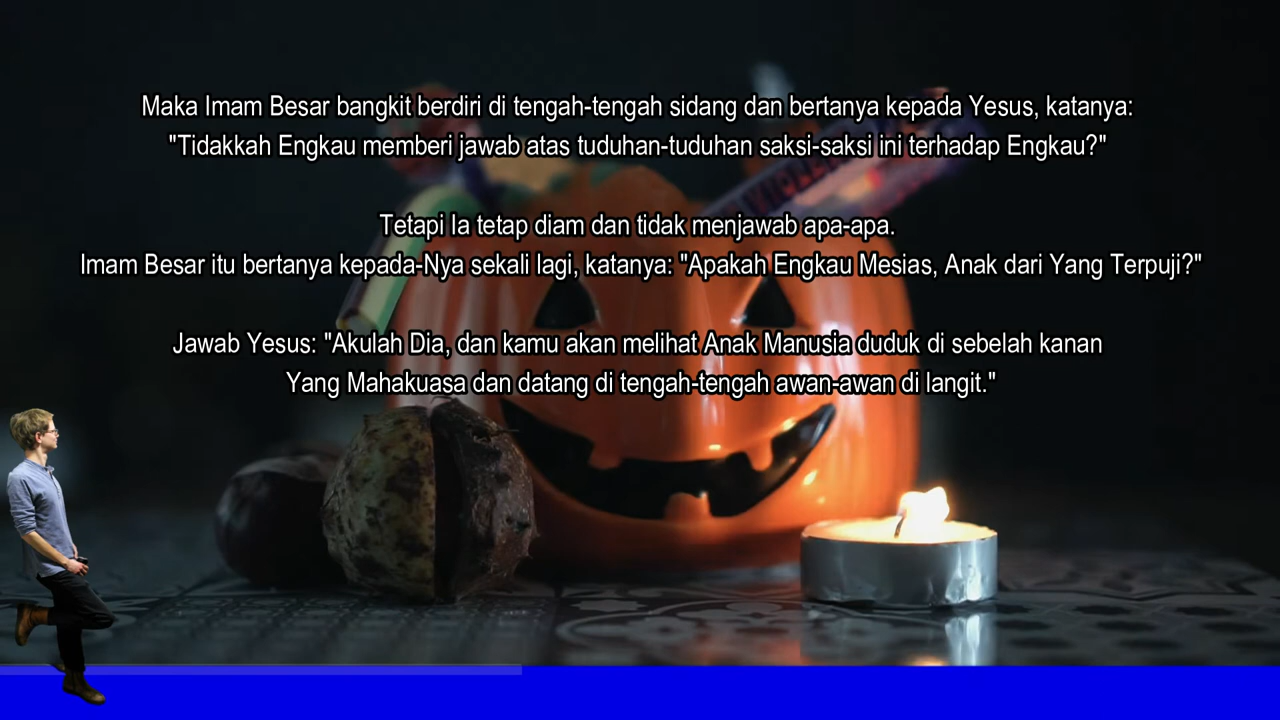 Maka Imam Besar bangkit berdiri di tengah-tengah sidang dan bertanya kepada Yesus, katanya:
"Tidakkah Engkau memberi jawab atas tuduhan-tuduhan saksi-saksi ini terhadap Engkau?"
Tetapi Ia tetap diam dan tidak menjawab apa-apa.
Imam Besar itu bertanya kepada-Nya sekali lagi, katanya: "Apakah Engkau Mesias, Anak dari Yang Terpuji?"
Jawab Yesus: "Akulah Dia, dan kamu akan melihat Anak Manusia duduk di sebelah kanan
Yang Mahakuasa dan datang di tengah-tengah awan-awan di langit."